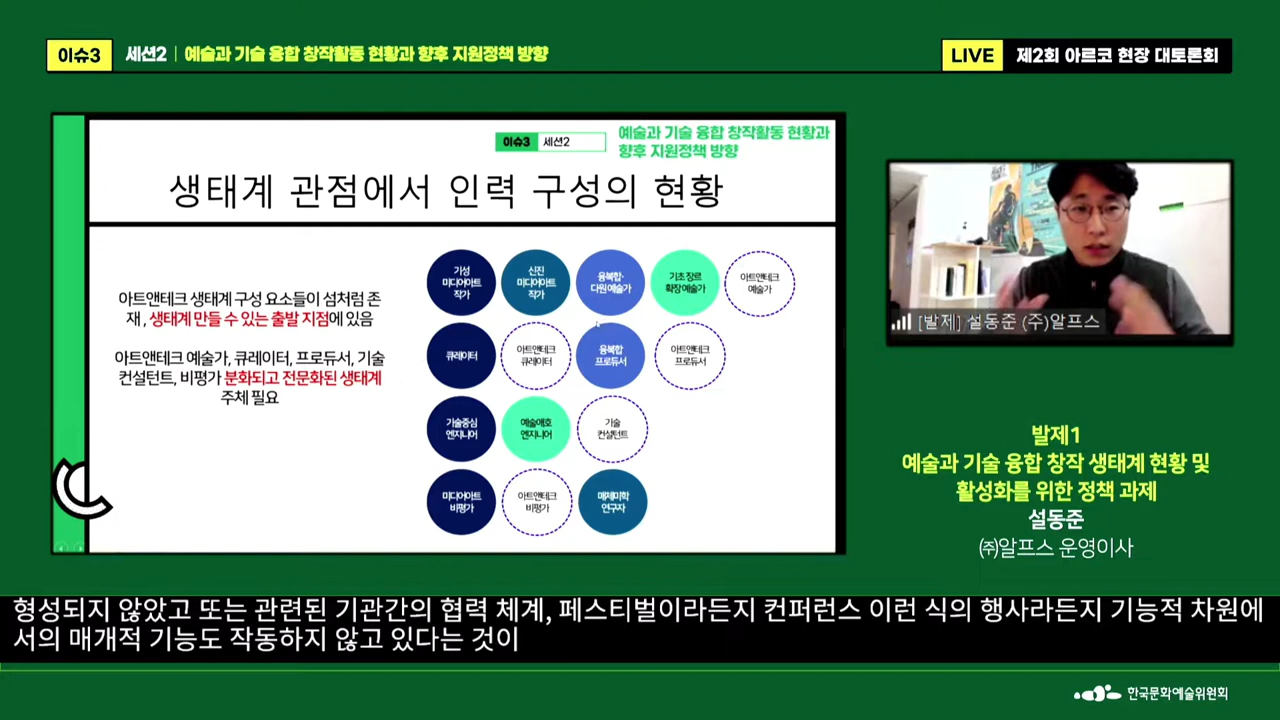 이슈3
세션2
예술과 기술 융합 창작활동 현황과 향후 지원정책 방향
LIVE
제2회 아르코 현장 대토론회
이슈3
세션2
예술과 기술 융합 창작활동 현황과
향후 지원정책 방향
생태계 관점에서 인력 구성의 현황
아트앤테크 생태계 구성 요소들이 섬처럼 존
재 , 생태계 만들 수 있는 출발 지점에 있음
아트앤테크 예술가, 큐레이터, 프로듀서, 기술
컨설턴트, 비평가 분화되고 전문화된 생태계
주체 필요
기성
미디어아트
작가
신진
미디어아트
작가
융복합·
다원예술가
기초 장르
확장 예술가
아트앤테크
예술가
큐레이터
아트앤테크
큐레이터
융복합
프로듀서
아트앤테크
프로듀서
기술중심
엔지니어
예술애호
엔지니어
기술
컨설턴트
미디어아트
비평가
아트앤테크
비평가
매체미학
연구자
[발제] 설동준 (주)알프스
발제1
예술과 기술 융합 창작 생태계 현황 및
활성화를 위한 정책 과제
설동준
㈜알프스 운영이사
형성되지 않았고 또는 관련된 기관간의 협력 체계, 페스티벌이라든지 컨퍼런스 이런 식의 행사라든지 기능적 차원에
서의 매개적 기능도 작동하지 않고 있다는 것이
한국문화예술위원회